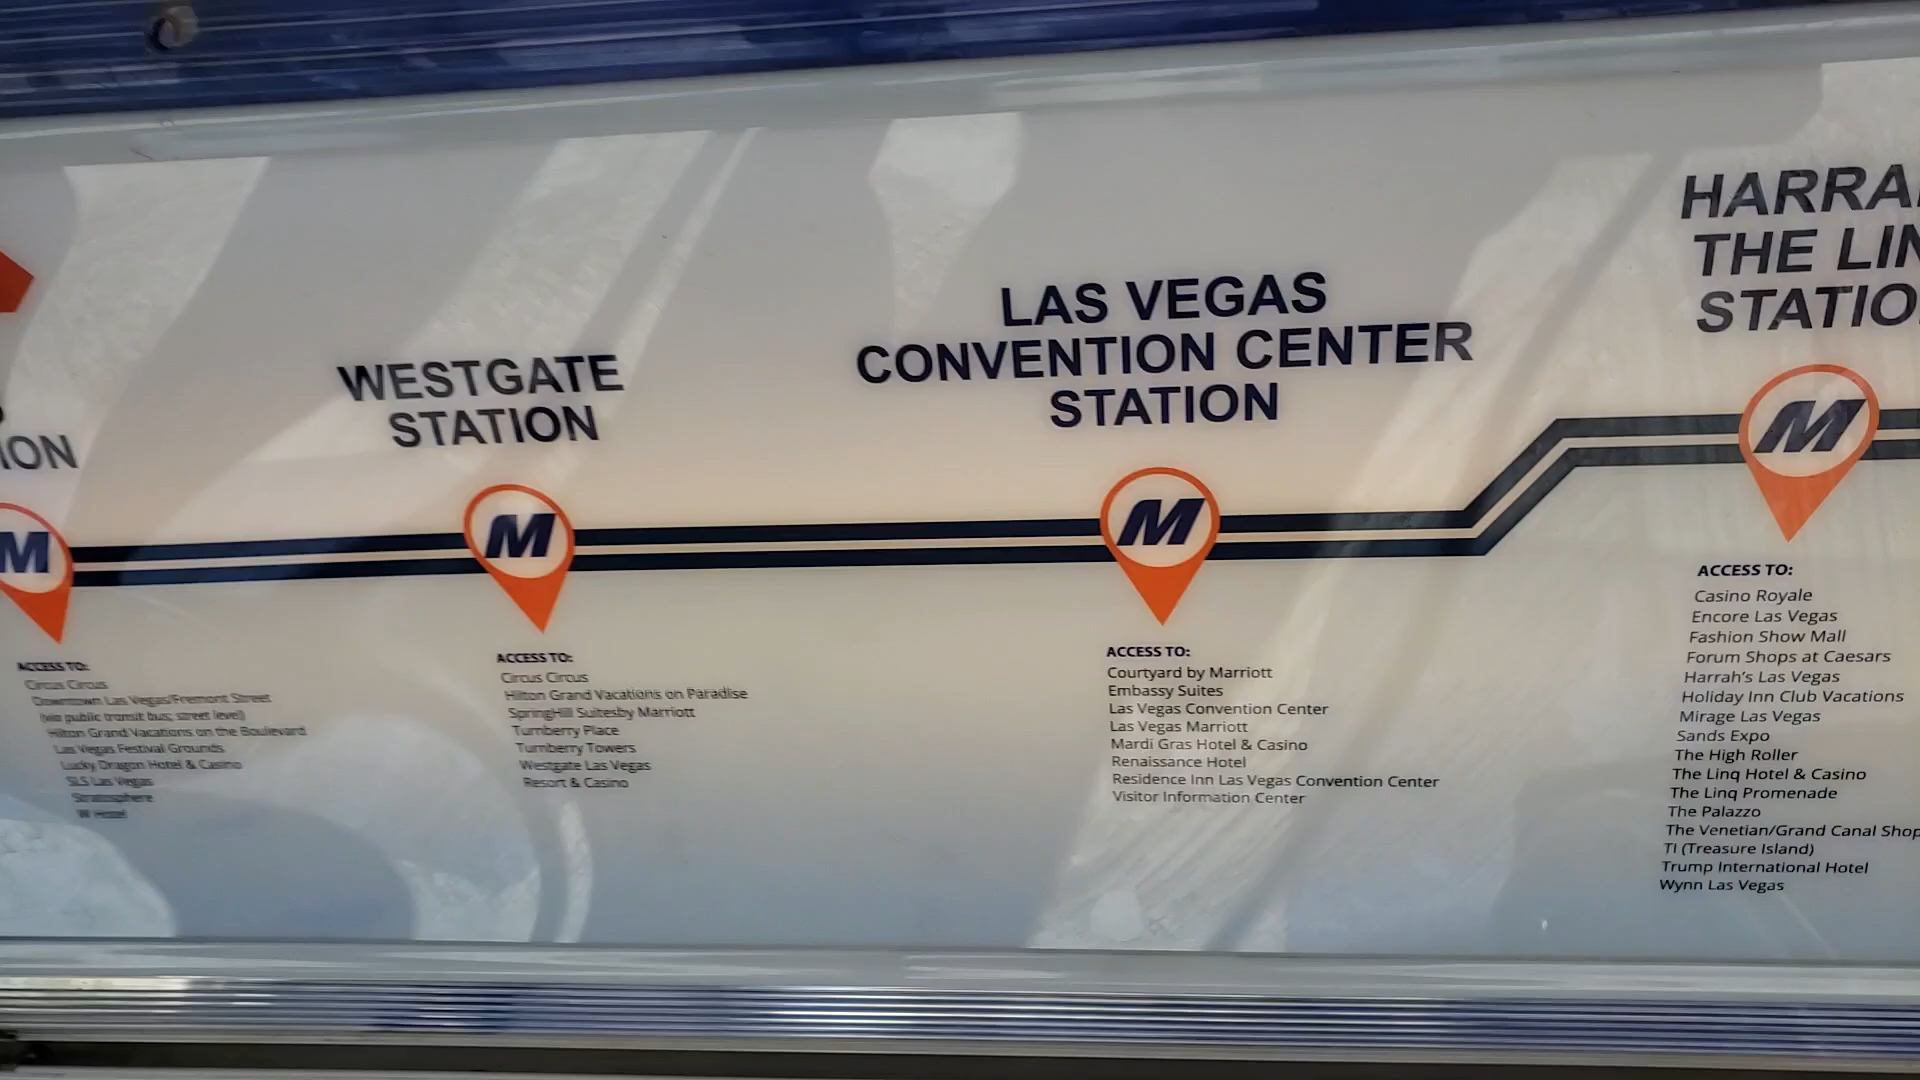 ION
M
ACCESS TO:
Circus Circus
Downtown Las Vegas/Fremont Street
(via public transit bus; street level)
Hilton Grand Vacations on the Boulevard
Las Vegas Festival Grounds
Lucky Dragon Hotel & Casino
SLS Las Vegas
Stratosphere
W Hotel
WESTGATE
STATION
M
ACCESS TO:
Circus Circus
Hilton Grand Vacations on Paradise
SpringHill Suitesby Marriott
Turnberry Place
Turnberry Towers
Westgate Las Vegas
Resort & Casino
LAS VEGAS
CONVENTION CENTER
STATION
M
ACCESS TO:
Courtyard by Marriott
Embassy Suites
Las Vegas Convention Center
Las Vegas Marriott
Mardi Gras Hotel & Casino
Renaissance Hotel
Residence Inn Las Vegas Convention Center
Visitor Information Center
HARRA
THE LIN
STATIO
M
ACCESS TO:
Casino Royale
Encore Las Vegas
Fashion Show Mall
Forum Shops at Caesars
Harrah's Las Vegas
Holiday Inn Club Vacations
Mirage Las Vegas
Sands Expo
The High Roller
The Linq Hotel & Casino
The Linq Promenade
The Palazzo
The Venetian/Grand Canal Shop
TI (Treasure Island)
Trump International Hotel
Wynn Las Vegas